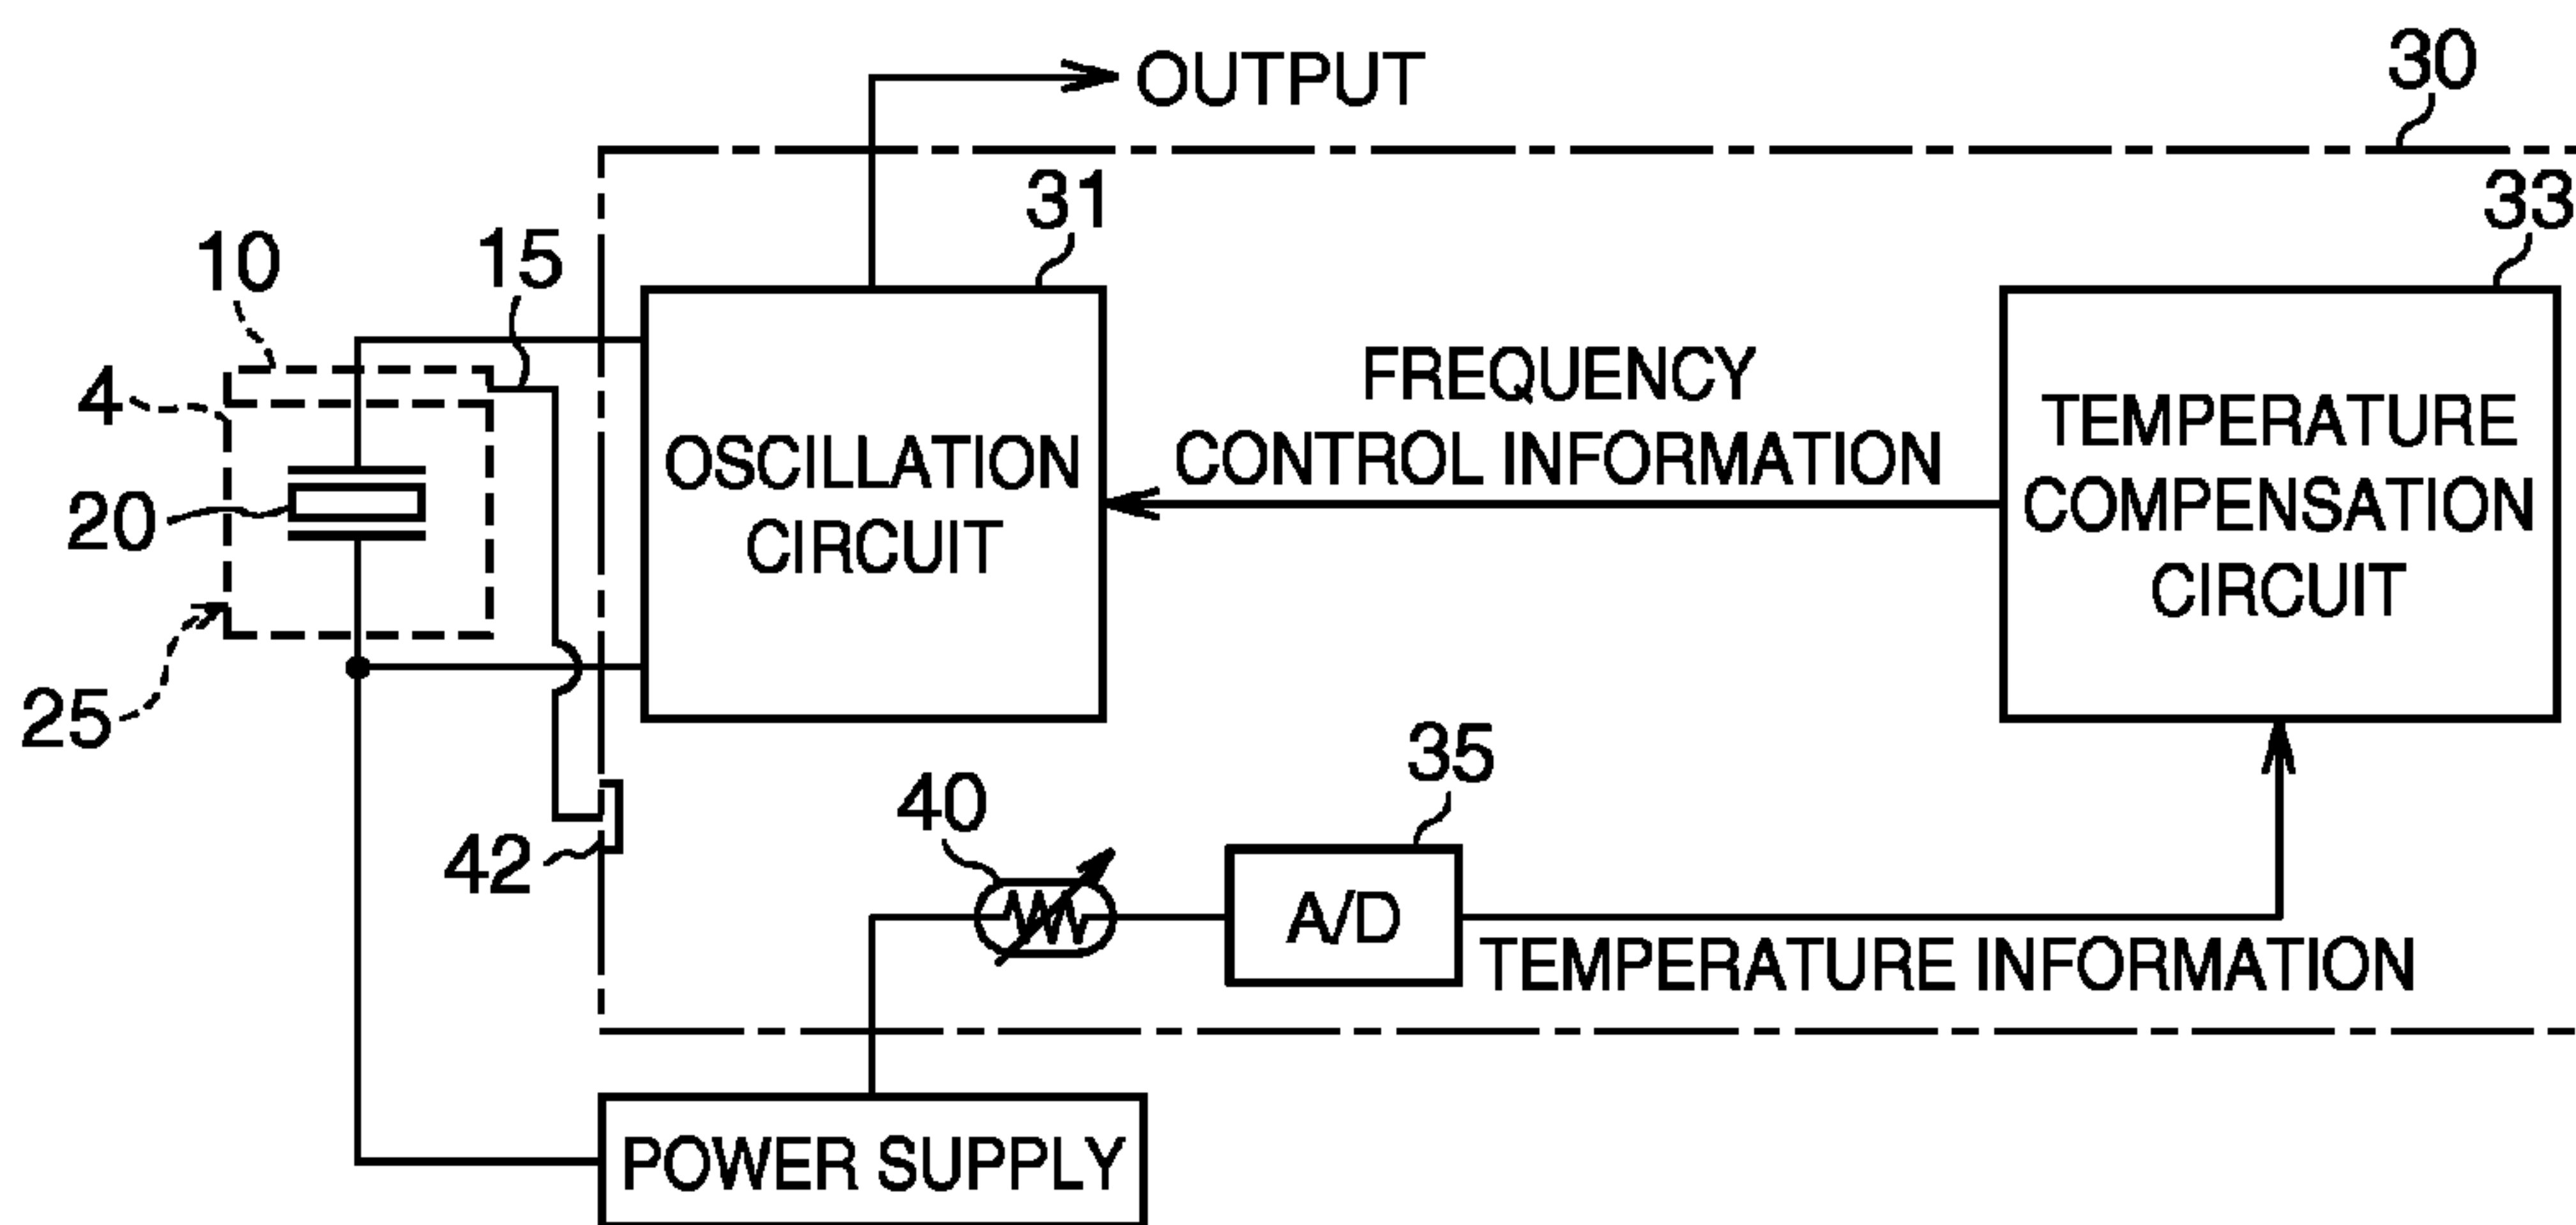 OUTPUT
30
31
33
10
15
4
20
25
OSCILLATION
CIRCUIT
FREQUENCY
CONTROL INFORMATION
TEMPERATURE
COMPENSATION
CIRCUIT
42
40
35
A/D
TEMPERATURE INFORMATION
POWER SUPPLY